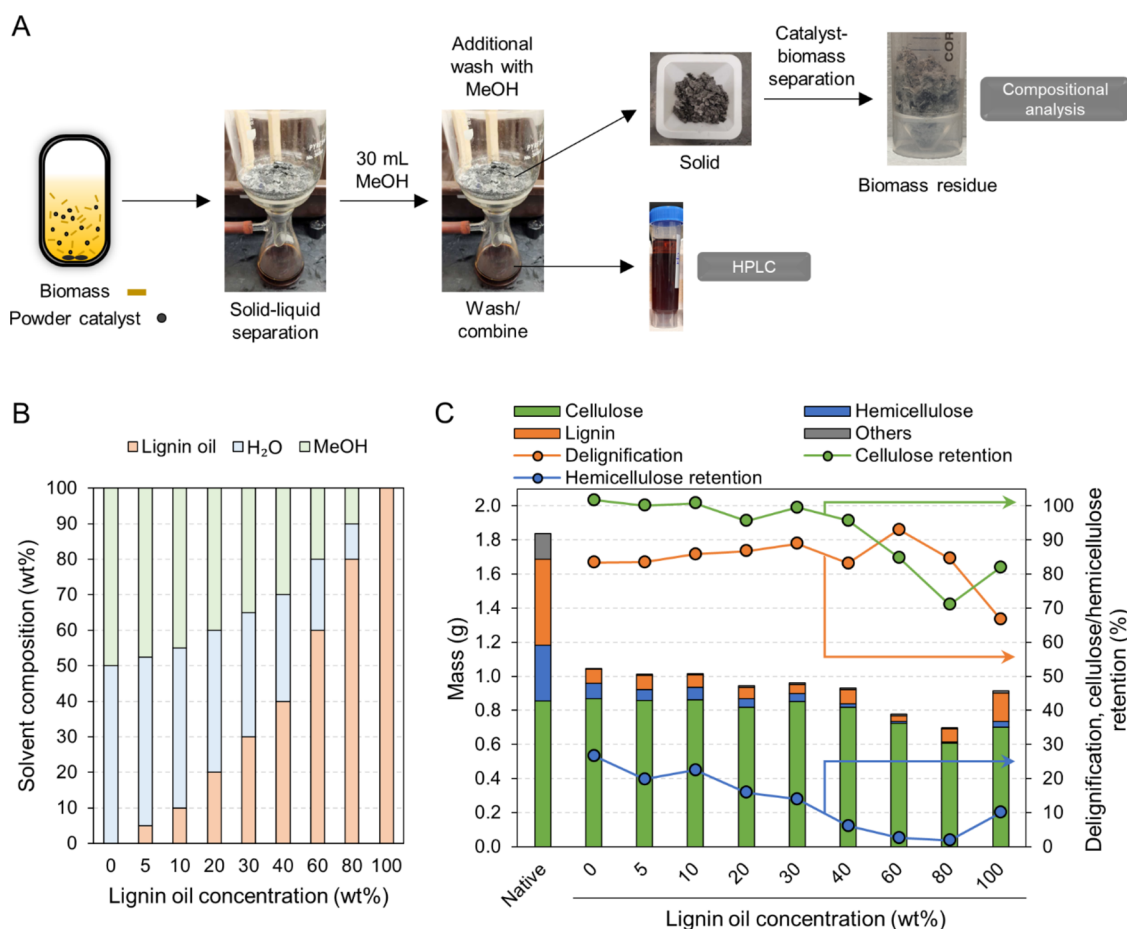 A
Additional
wash with
MeOH
Catalyst-
biomass
separation
COR
Compositional
analysis
30 mL
MeOH
Solid
Biomass residue
Biomass
Powder catalyst
Solid-liquid
separation
Wash/
combine
HPLC
B
Lignin oil
H₂O
MeOH
Solvent composition (wt%)
100
90
80
70
60
50
40
30
20
10
0
0 5 10 20 30 40 60 80 100
Lignin oil concentration (wt%)
C
Cellulose
Hemicellulose
Lignin
Others
Delignification
Cellulose retention
Hemicellulose retention
Mass (g)
2.0
1.8
1.6
1.4
1.2
1.0
0.8
0.6
0.4
0.2
0.0
100
90
80
70
60
50
40
30
20
10
0
Delignification, cellulose/hemicellulose
retention (%)
Native 0 5 10 20 30 40 60 80 100
Lignin oil concentration (wt%)